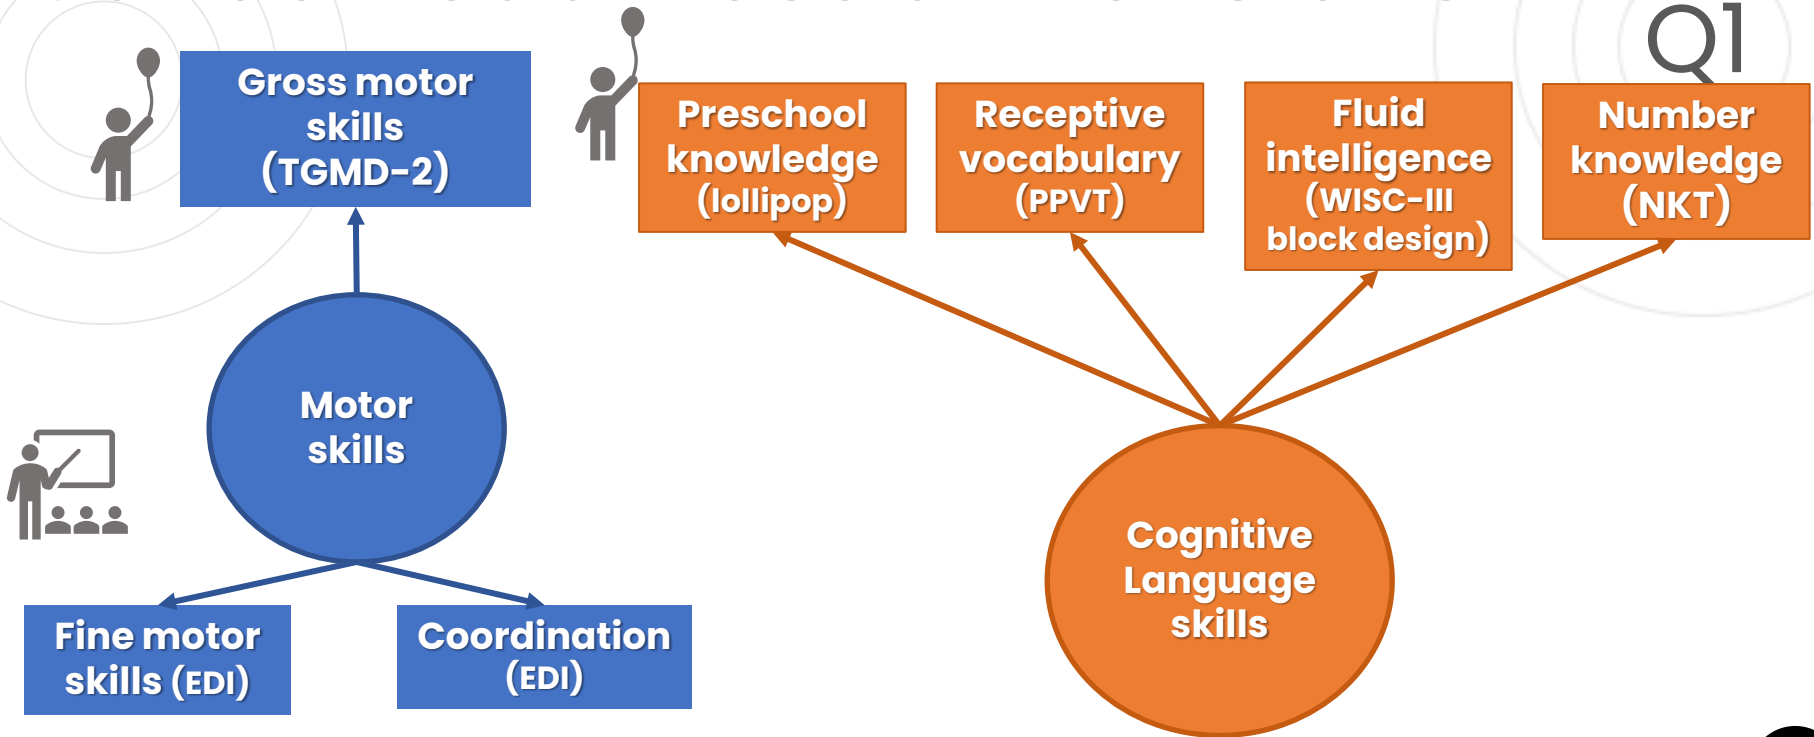 Q1
Gross motor
skills
(TGMD-2)
Preschool
knowledge
(lollipop)
Receptive
vocabulary
(PPVT)
Fluid
intelligence
(WISC-III
block design)
Number
knowledge
(NKT)
Motor
skills
Cognitive
Language
skills
Fine motor
skills (EDI)
Coordination
(EDI)